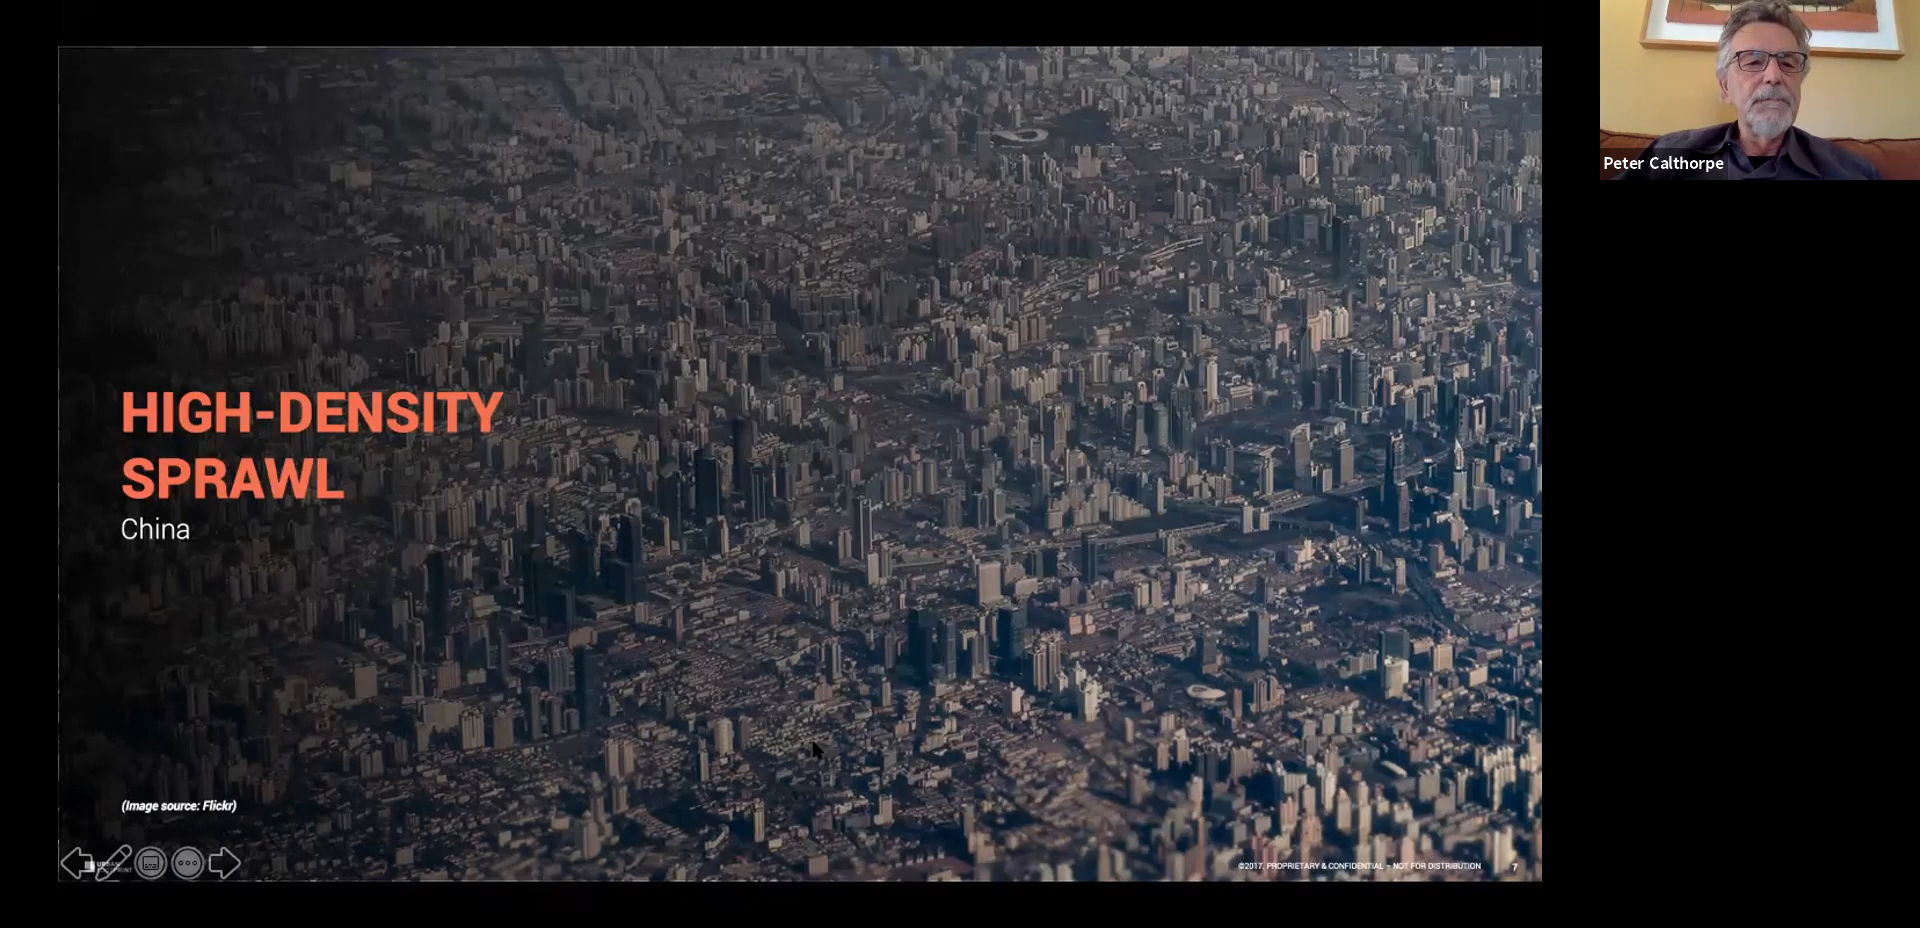 HIGH-DENSITY
SPRAWL
China
(Image source: Flickr)
©2017. PROPRIETARY & CONFIDENTIAL – NOT FOR DISTRIBUTION 7
Peter Calthorpe